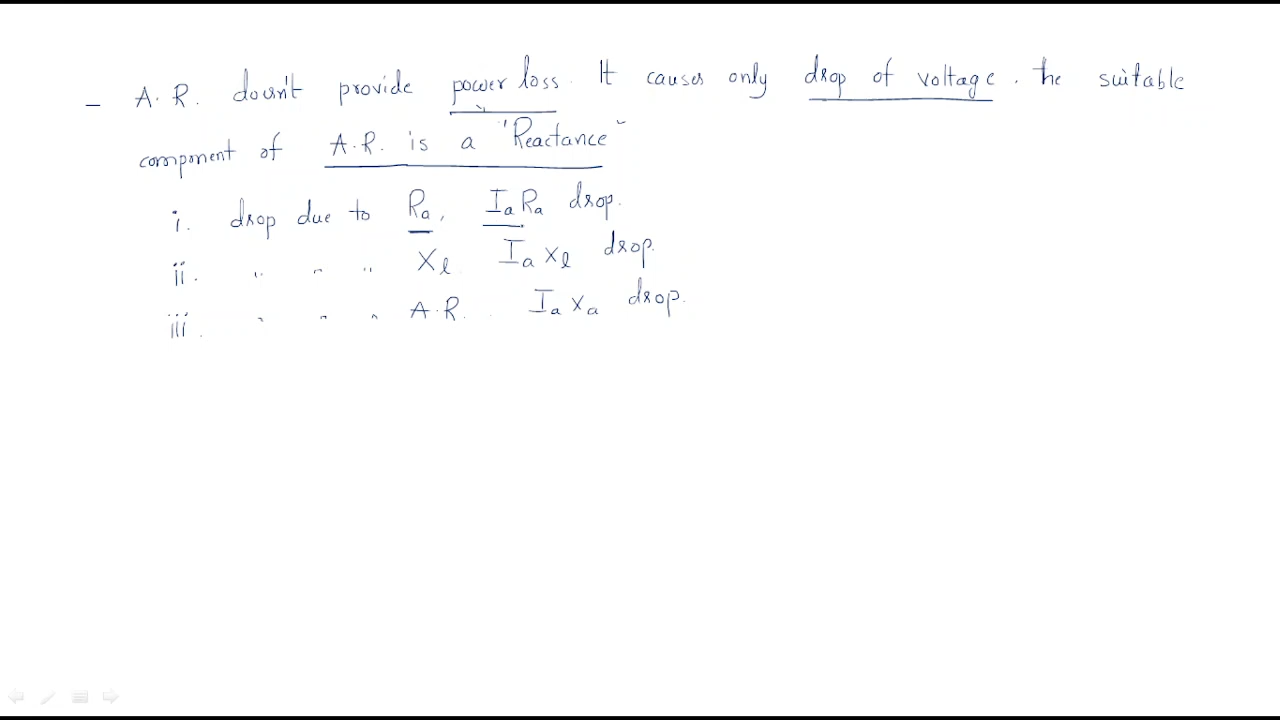 - A.R. doesn't provide power loss. It causes only drop of voltage. the suitable
component of A.R. is a "Reactance"
i. drop due to Ra, IaRa drop.
ii. " " " Xl IaXl drop.
iii. " " " A.R. IaXa drop.